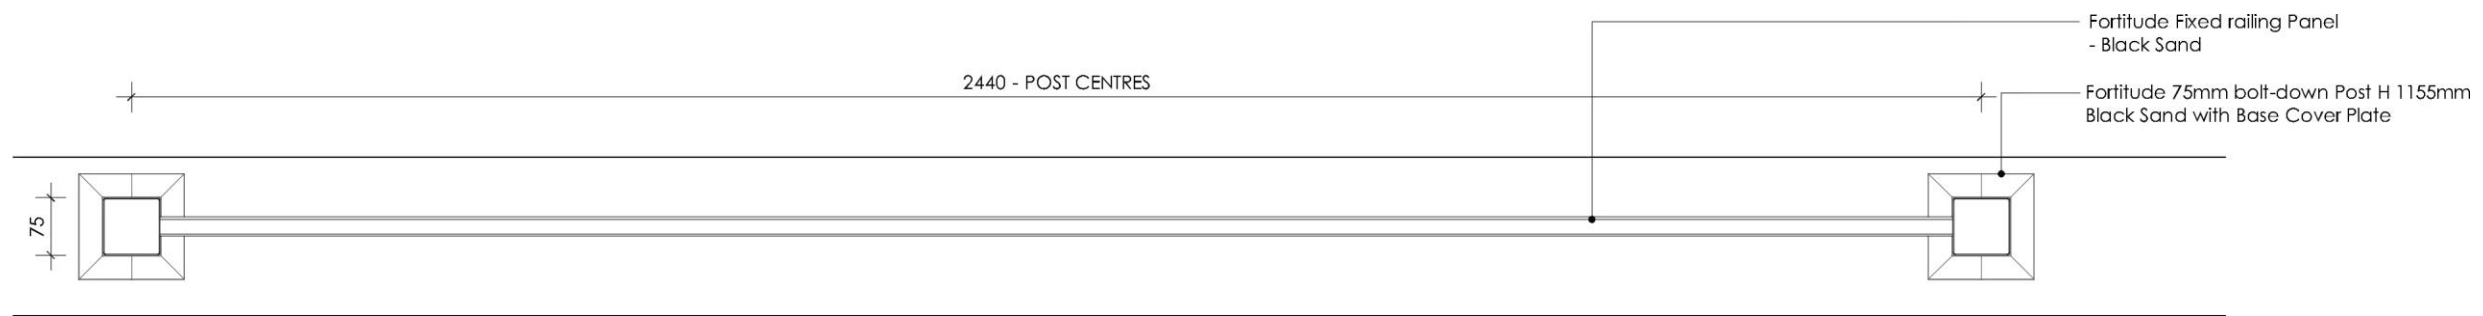 Fortitude Fixed railing Panel
- Black Sand
2440 - POST CENTRES
Fortitude 75mm bolt-down Post H 1155mm
Black Sand with Base Cover Plate
75